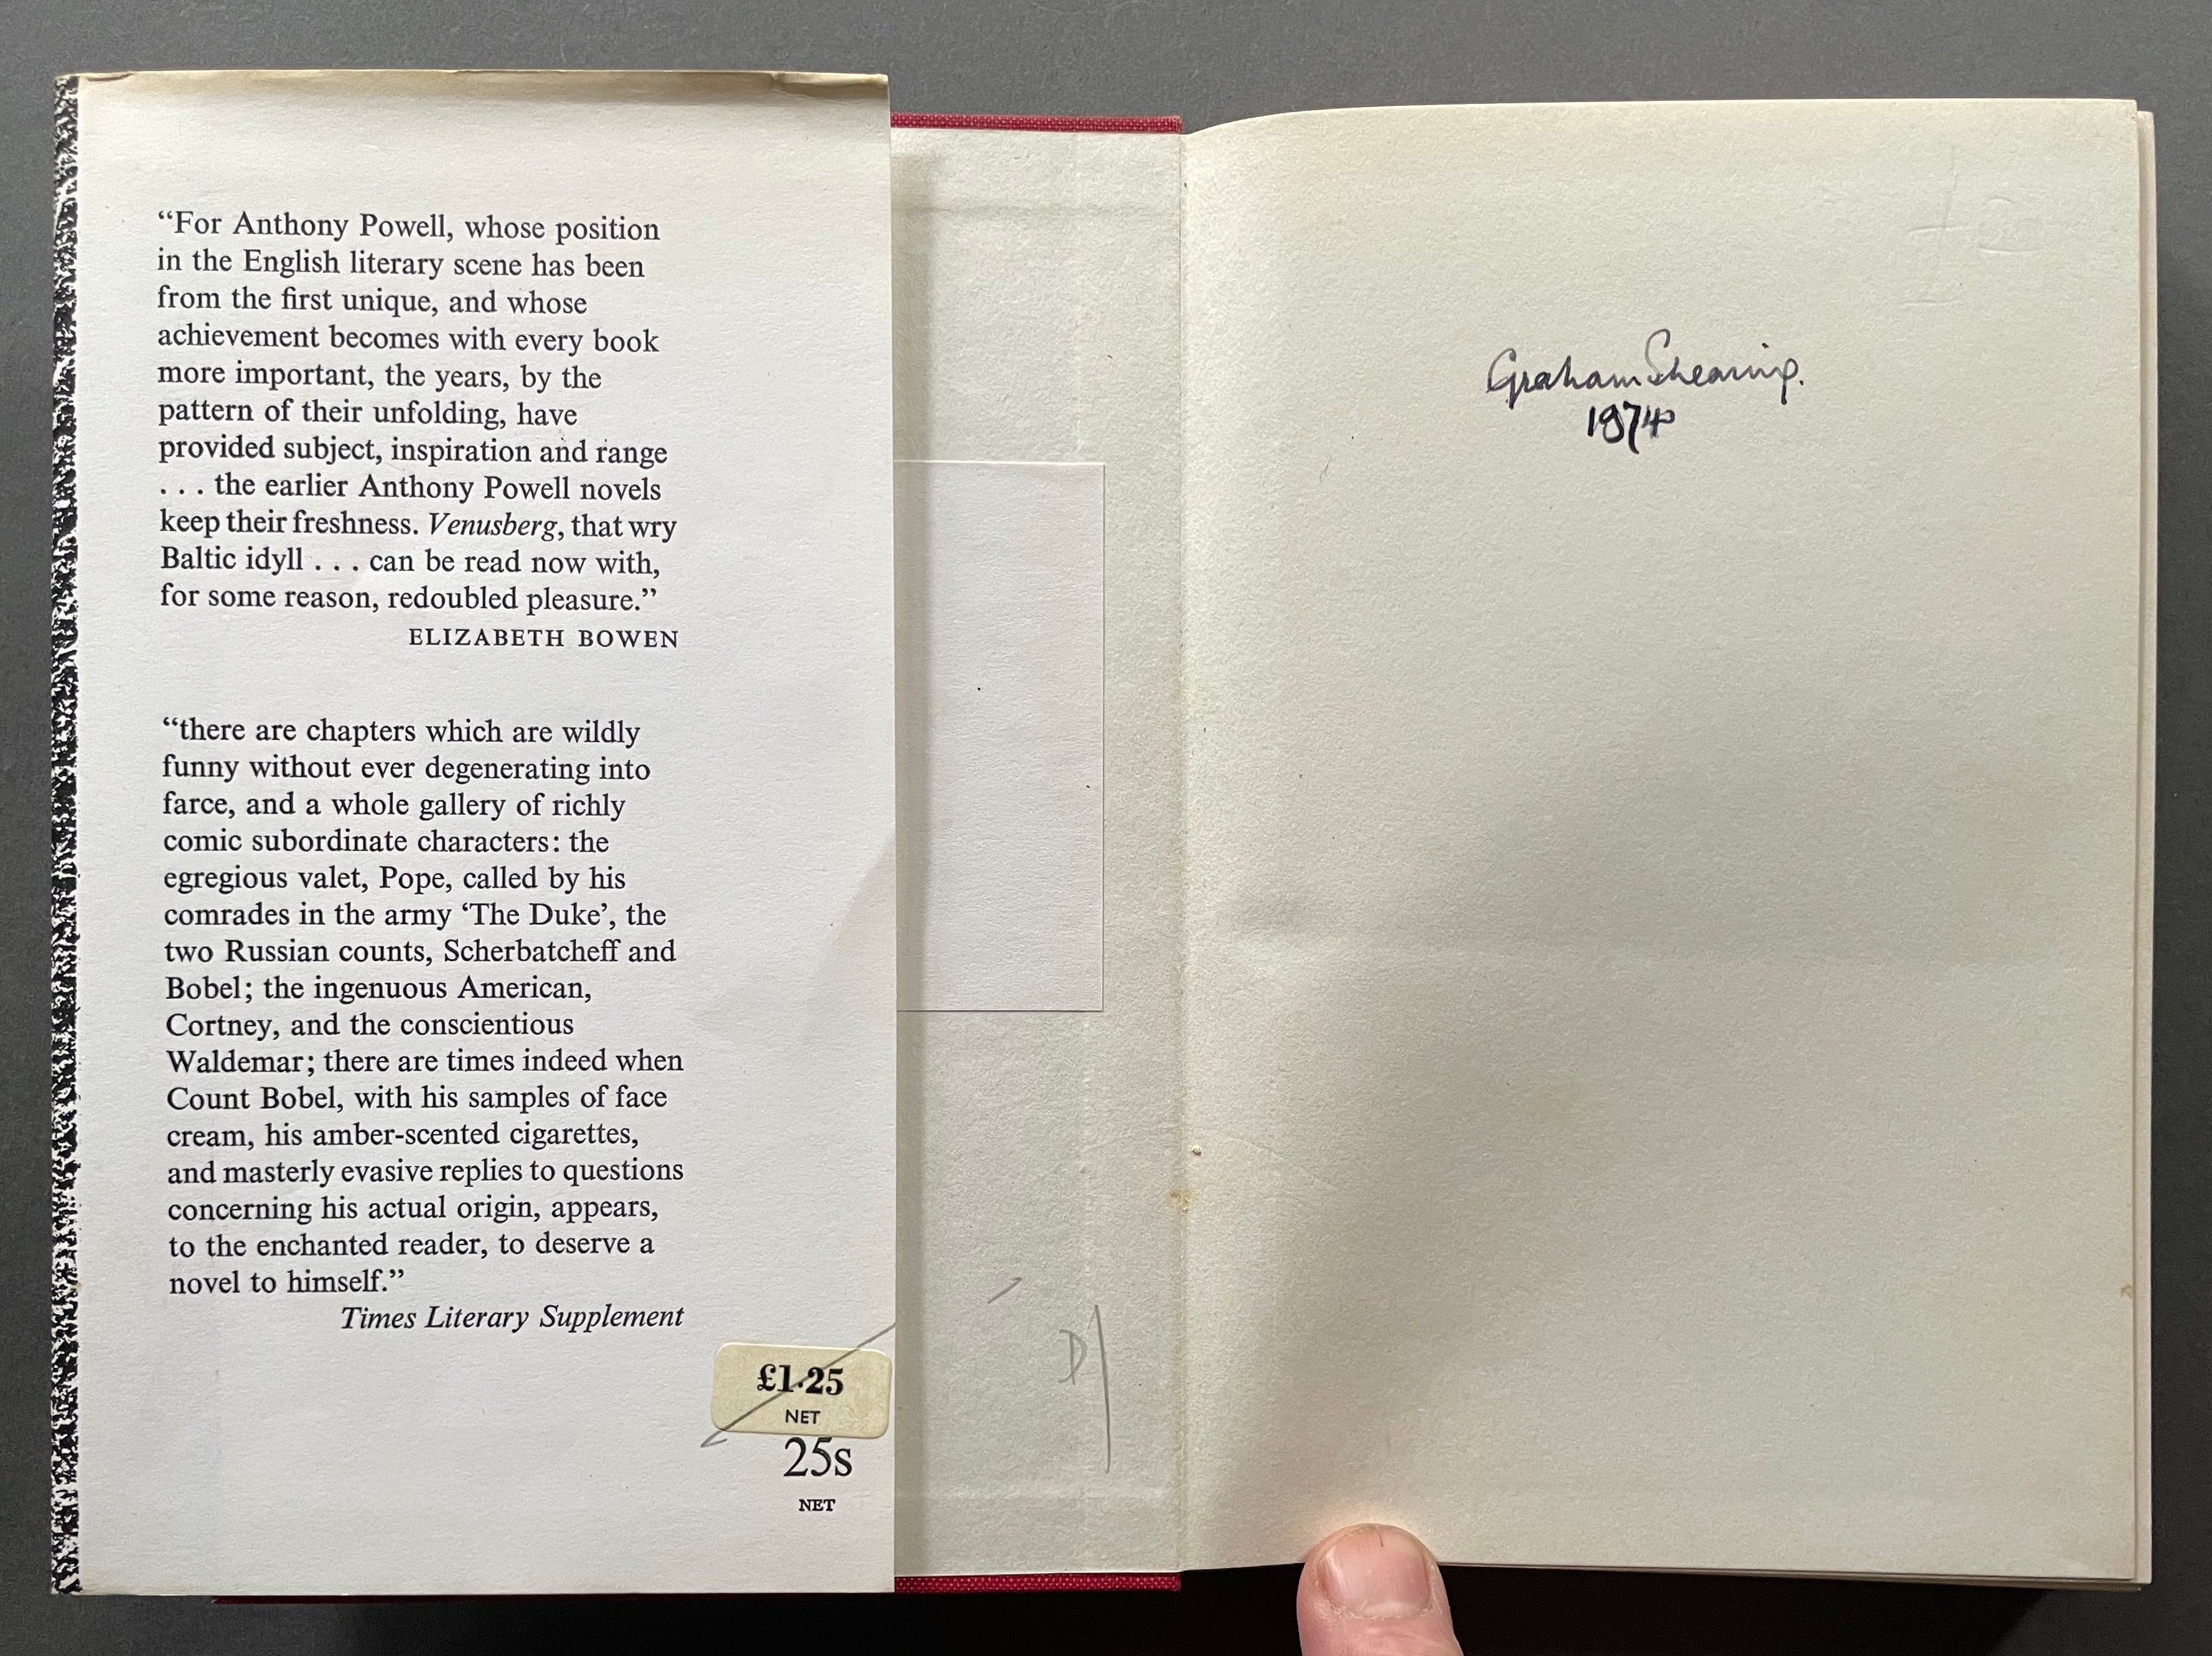 “For Anthony Powell, whose position
in the English literary scene has been
from the first unique, and whose
achievement becomes with every book
more important, the years, by the
pattern of their unfolding, have
provided subject, inspiration and range
. . . the earlier Anthony Powell novels
keep their freshness. Venusberg, that wry
Baltic idyll . . . can be read now with,
for some reason, redoubled pleasure.”
ELIZABETH BOWEN
“there are chapters which are wildly
funny without ever degenerating into
farce, and a whole gallery of richly
comic subordinate characters: the
egregious valet, Pope, called by his
comrades in the army ‘The Duke’, the
two Russian counts, Scherbatcheff and
Bobel; the ingenuous American,
Cortney, and the conscientious
Waldemar; there are times indeed when
Count Bobel, with his samples of face
cream, his amber-scented cigarettes,
and masterly evasive replies to questions
concerning his actual origin, appears,
to the enchanted reader, to deserve a
novel to himself.”
Times Literary Supplement
£1·25
NET
25s
NET
Graham Shearing.
1974